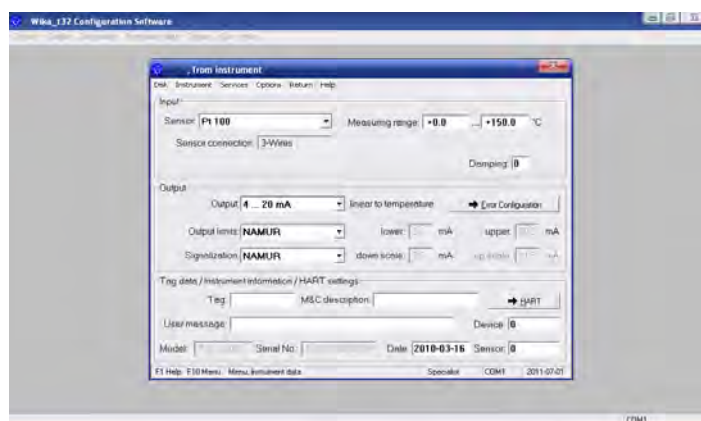 Wika_t32 Configuration Software
, from instrument
Disk Instrument Services Options Return Help
Input
Sensor: Pt 100 Measuring range: +0.0 ... +150.0 °C
Sensor connection: 3-Wires
Damping: 0
Output
Output: 4 ... 20 mA linear to temperature Error Configuration
Output limits: NAMUR lower: mA upper: mA
Signalization: NAMUR down scale: mA up scale: mA
Tag data / Instrument information / HART settings
Tag: M&C description: HART
User message: Device: 0
Model: Serial No.: Date: 2010-03-16 Sensor: 0
F1 Help F10 Menu Menu, instrument data Specialist COM1 2011-07-01
COM1